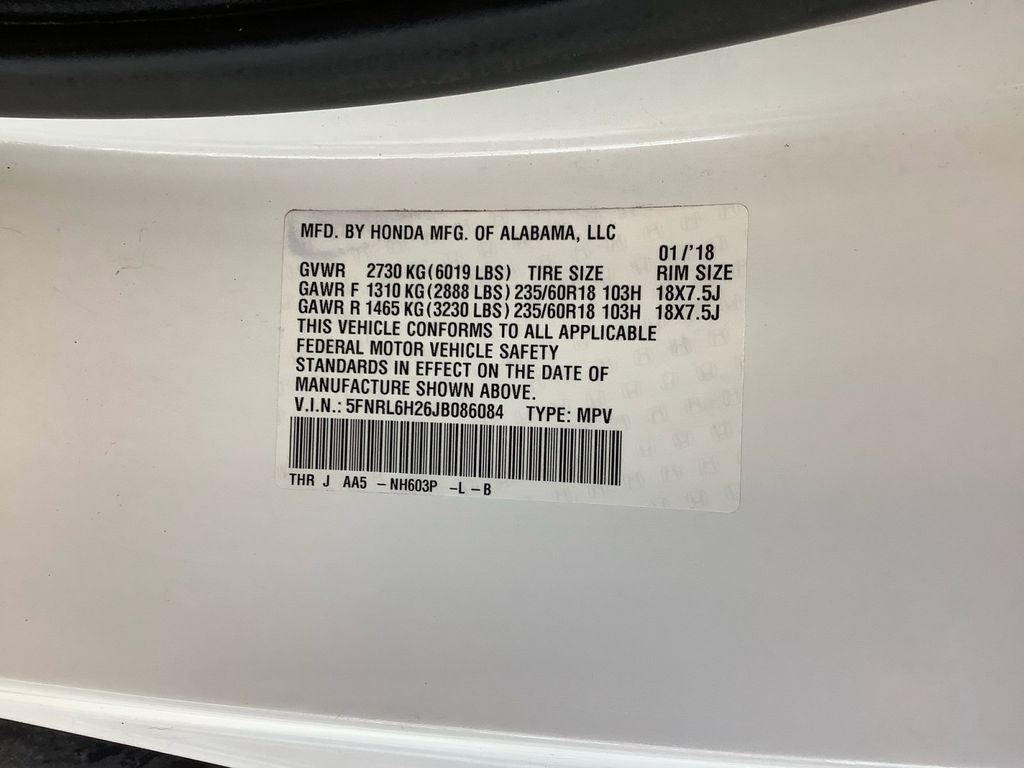 MFD. BY HONDA MFG. OF ALABAMA, LLC
01/'18
GVWR 2730 KG(6019 LBS) TIRE SIZE RIM SIZE
GAWR F 1310 KG(2888 LBS) 235/60R18 103H 18X7.5J
GAWR R 1465 KG(3230 LBS) 235/60R18 103H 18X7.5J
THIS VEHICLE CONFORMS TO ALL APPLICABLE
FEDERAL MOTOR VEHICLE SAFETY
STANDARDS IN EFFECT ON THE DATE OF
MANUFACTURE SHOWN ABOVE.
V.I.N.: 5FNRL6H26JB086084 TYPE: MPV
THR J AA5 - NH603P - L - B